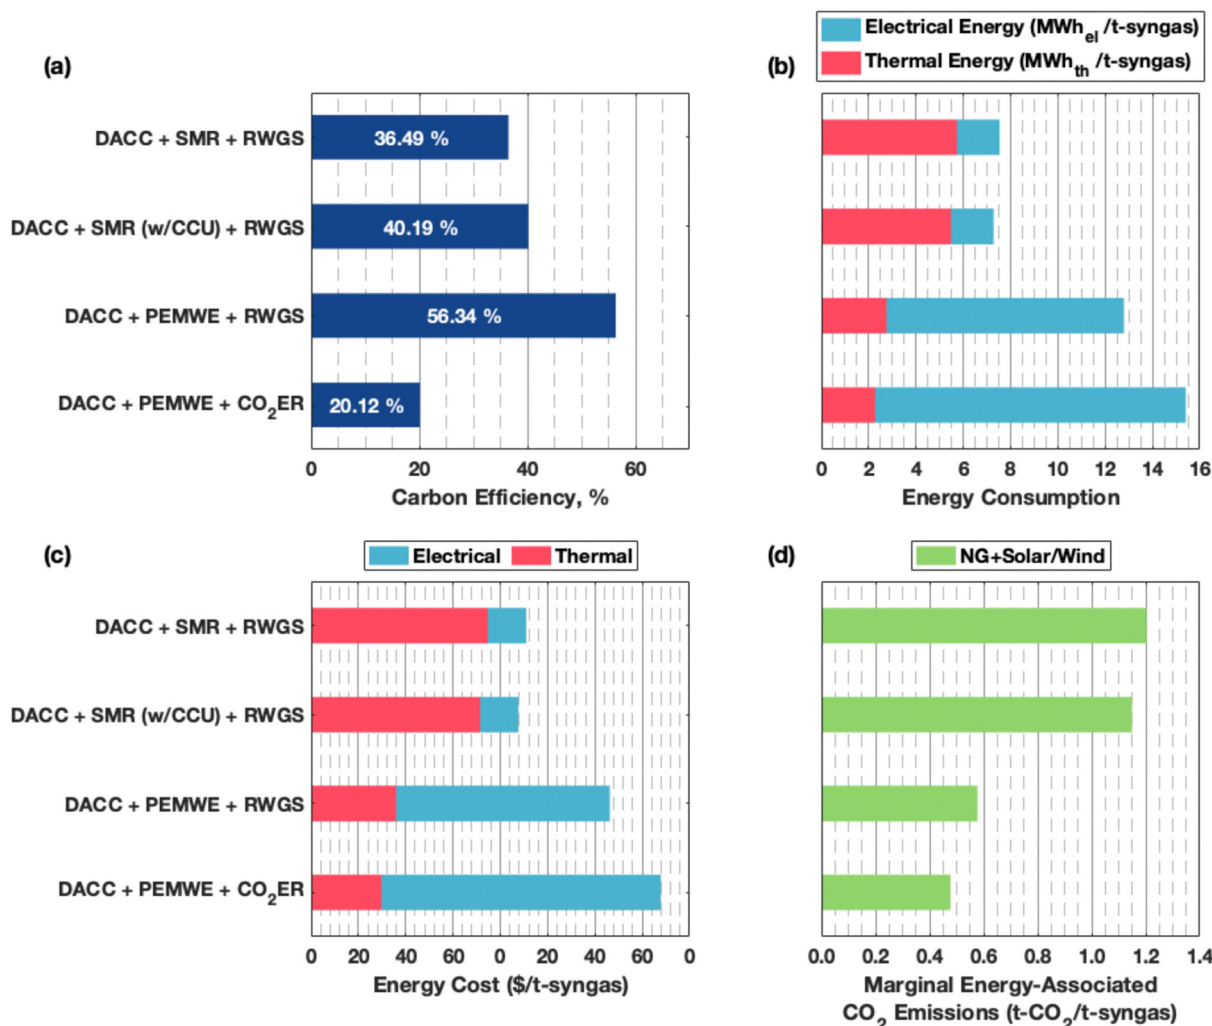 (a)
DACC + SMR + RWGS
36.49 %
DACC + SMR (w/CCU) + RWGS
40.19 %
DACC + PEMWE + RWGS
56.34 %
DACC + PEMWE + CO2ER
20.12 %
0 20 40 60
Carbon Efficiency, %
(b)
Electrical Energy (MWhel /t-syngas)
Thermal Energy (MWhth /t-syngas)
0 2 4 6 8 10 12 14 16
Energy Consumption
(c)
Electrical Thermal
DACC + SMR + RWGS
DACC + SMR (w/CCU) + RWGS
DACC + PEMWE + RWGS
DACC + PEMWE + CO2ER
0 20 40 60 0 20 40 60 0
Energy Cost ($/t-syngas)
(d)
NG+Solar/Wind
0.0 0.2 0.4 0.6 0.8 1.0 1.2 1.4
Marginal Energy-Associated
CO2 Emissions (t-CO2/t-syngas)